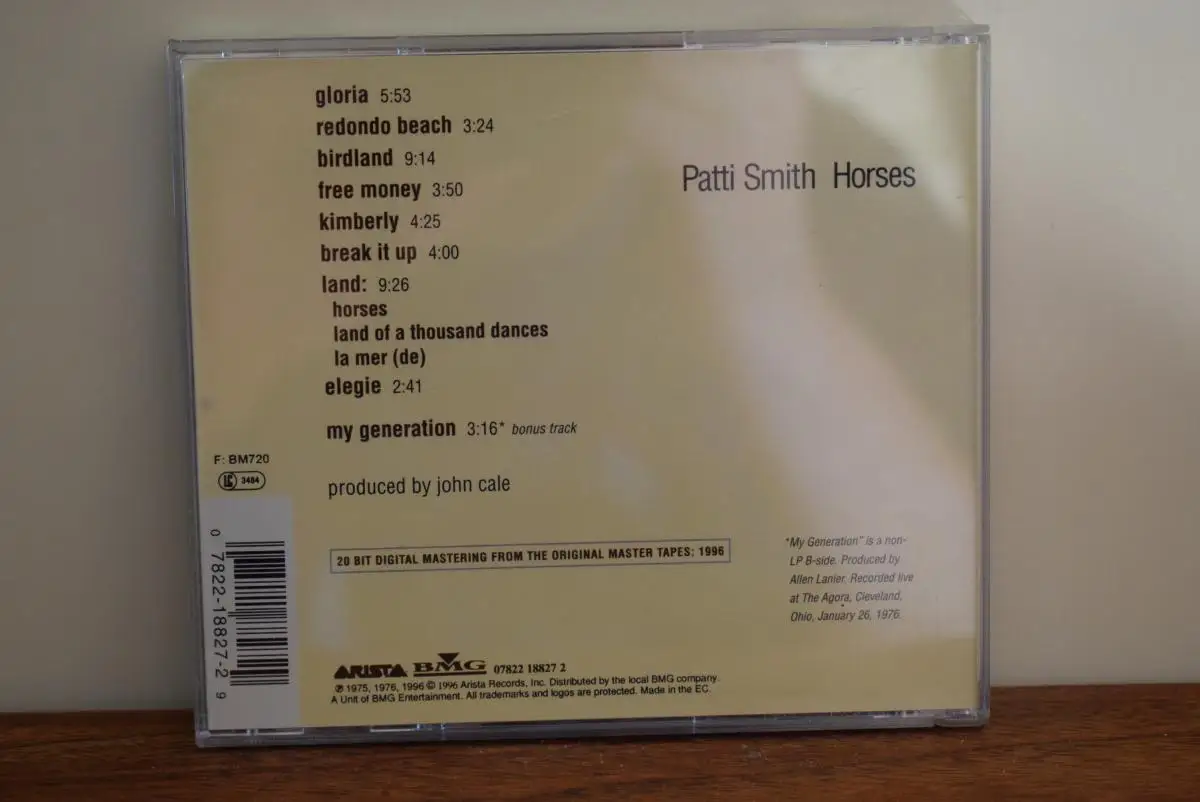 gloria 5:53
redondo beach 3:24
birdland 9:14
free money 3:50
kimberly 4:25
break it up 4:00
land: 9:26
horses
land of a thousand dances
la mer (de)
elegie 2:41
my generation 3:16* bonus track
produced by john cale
Patti Smith Horses
F: BM720
LC 3484
0 7822-18827-2 9
20 BIT DIGITAL MASTERING FROM THE ORIGINAL MASTER TAPES: 1996
"My Generation" is a non-
LP B-side. Produced by
Allen Lanier. Recorded live
at The Agora, Cleveland,
Ohio, January 26, 1976.
ARISTA BMG 07822 18827 2
℗ 1975, 1976, 1996 © 1996 Arista Records, Inc. Distributed by the local BMG company.
A Unit of BMG Entertainment. All trademarks and logos are protected. Made in the EC.